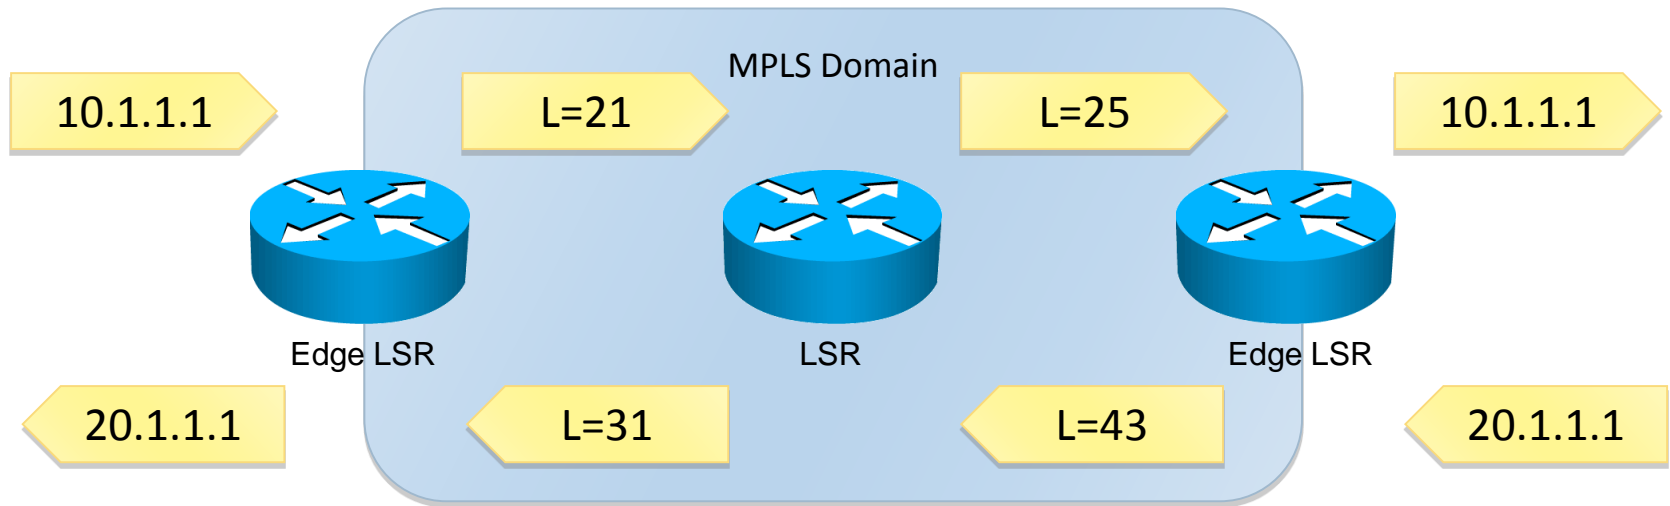 MPLS Domain
10.1.1.1
L=21
L=25
10.1.1.1
Edge LSR
LSR
Edge LSR
20.1.1.1
L=31
L=43
20.1.1.1